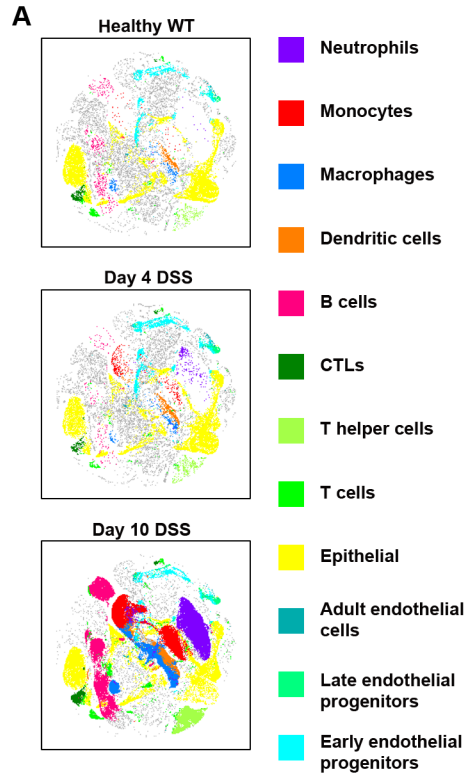 A
Healthy WT
Day 4 DSS
Day 10 DSS
Neutrophils
Monocytes
Macrophages
Dendritic cells
B cells
CTLs
T helper cells
T cells
Epithelial
Adult endothelial
cells
Late endothelial
progenitors
Early endothelial
progenitors